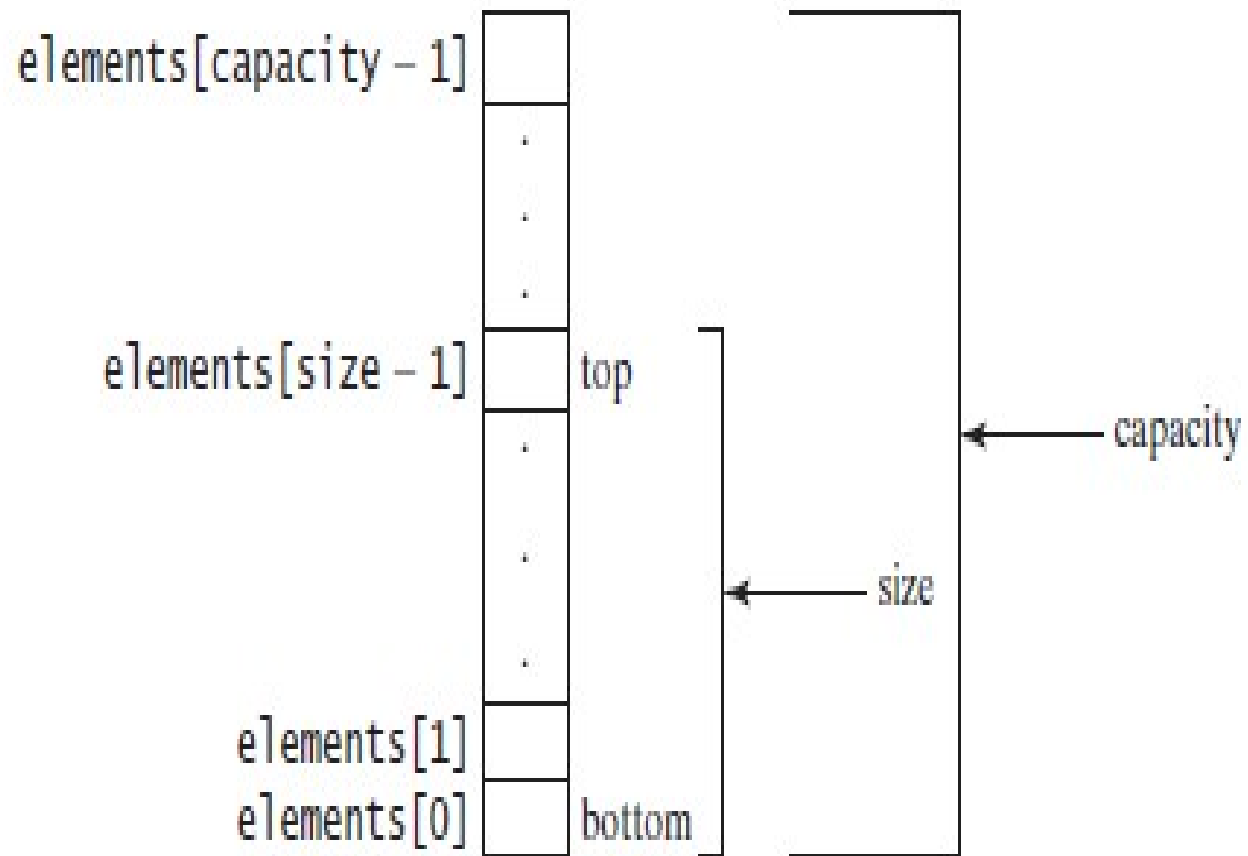 elements[capacity – 1]
elements[size – 1]
top
capacity
size
elements[1]
elements[0]
bottom